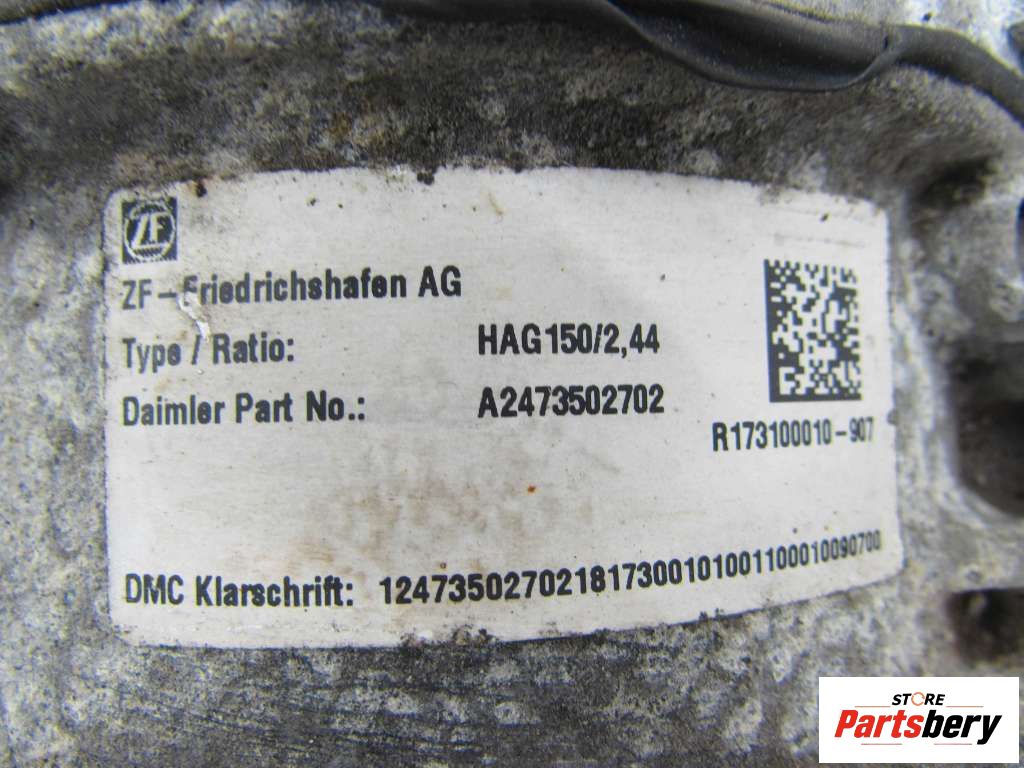 ZF
ZF-Friedrichshafen AG
Type / Ratio: HAG150/2,44
Daimler Part No.: A2473502702
R173100010-907
DMC Klarschrift: 124735027021817300101001100010090700
STORE
Partsbery